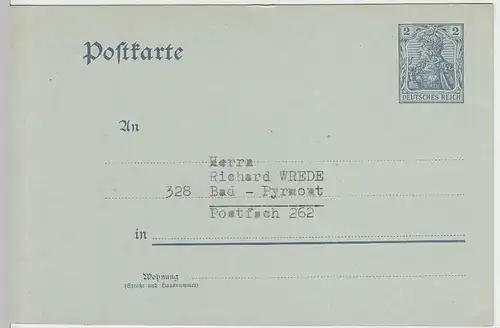 2 2
Postkarte
DEUTSCHES REICH
An
Herrn
Richard WREDE
328 Bad - Pyrmont
Postfach 262
in
Wohnung
(Straße und Hausnummer)